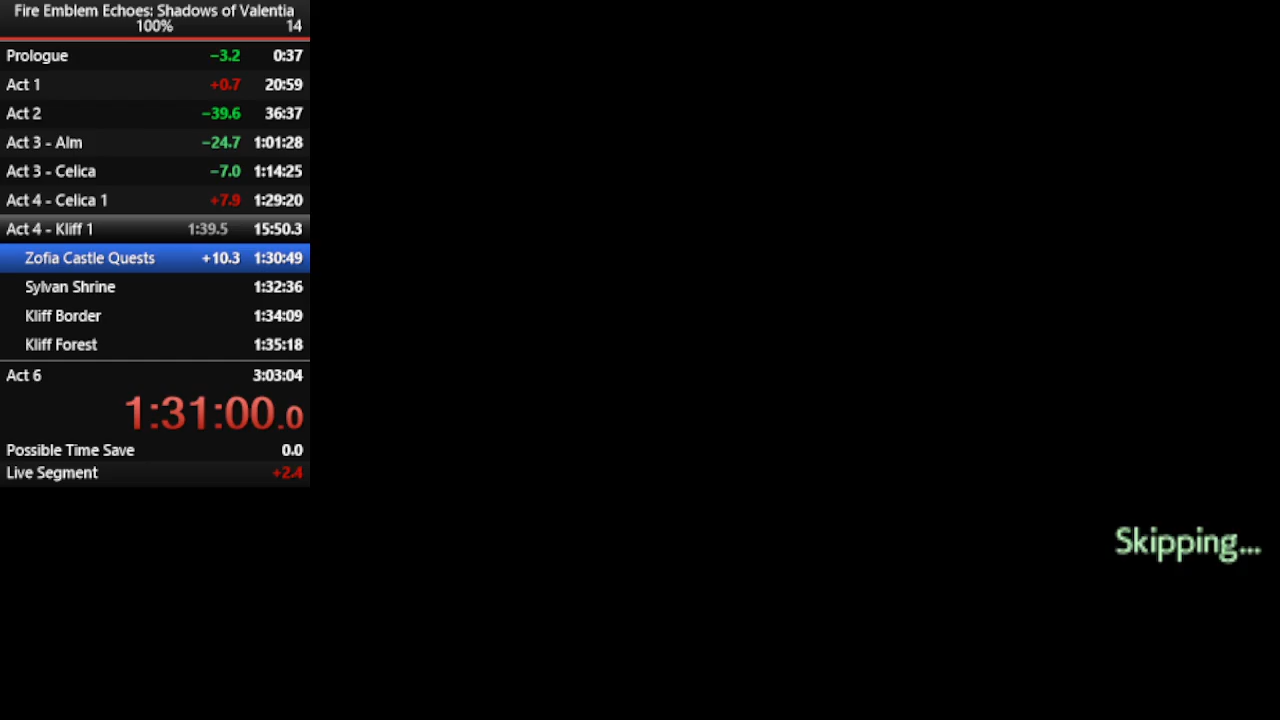 Fire Emblem Echoes: Shadows of Valentia
100% 14
Prologue −3.2 0:37
Act 1 +0.7 20:59
Act 2 −39.6 36:37
Act 3 - Alm −24.7 1:01:28
Act 3 - Celica −7.0 1:14:25
Act 4 - Celica 1 +7.9 1:29:20
Act 4 - Kliff 1 1:39.5 15:50.3
Zofia Castle Quests +10.3 1:30:49
Sylvan Shrine 1:32:36
Kliff Border 1:34:09
Kliff Forest 1:35:18
Act 6 3:03:04
1:31:00.0
Possible Time Save 0.0
Live Segment +2.4
Skipping...